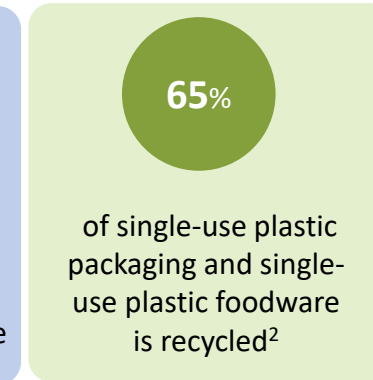 65%
of single-use plastic
packaging and single-
use plastic foodware
is recycled²
e